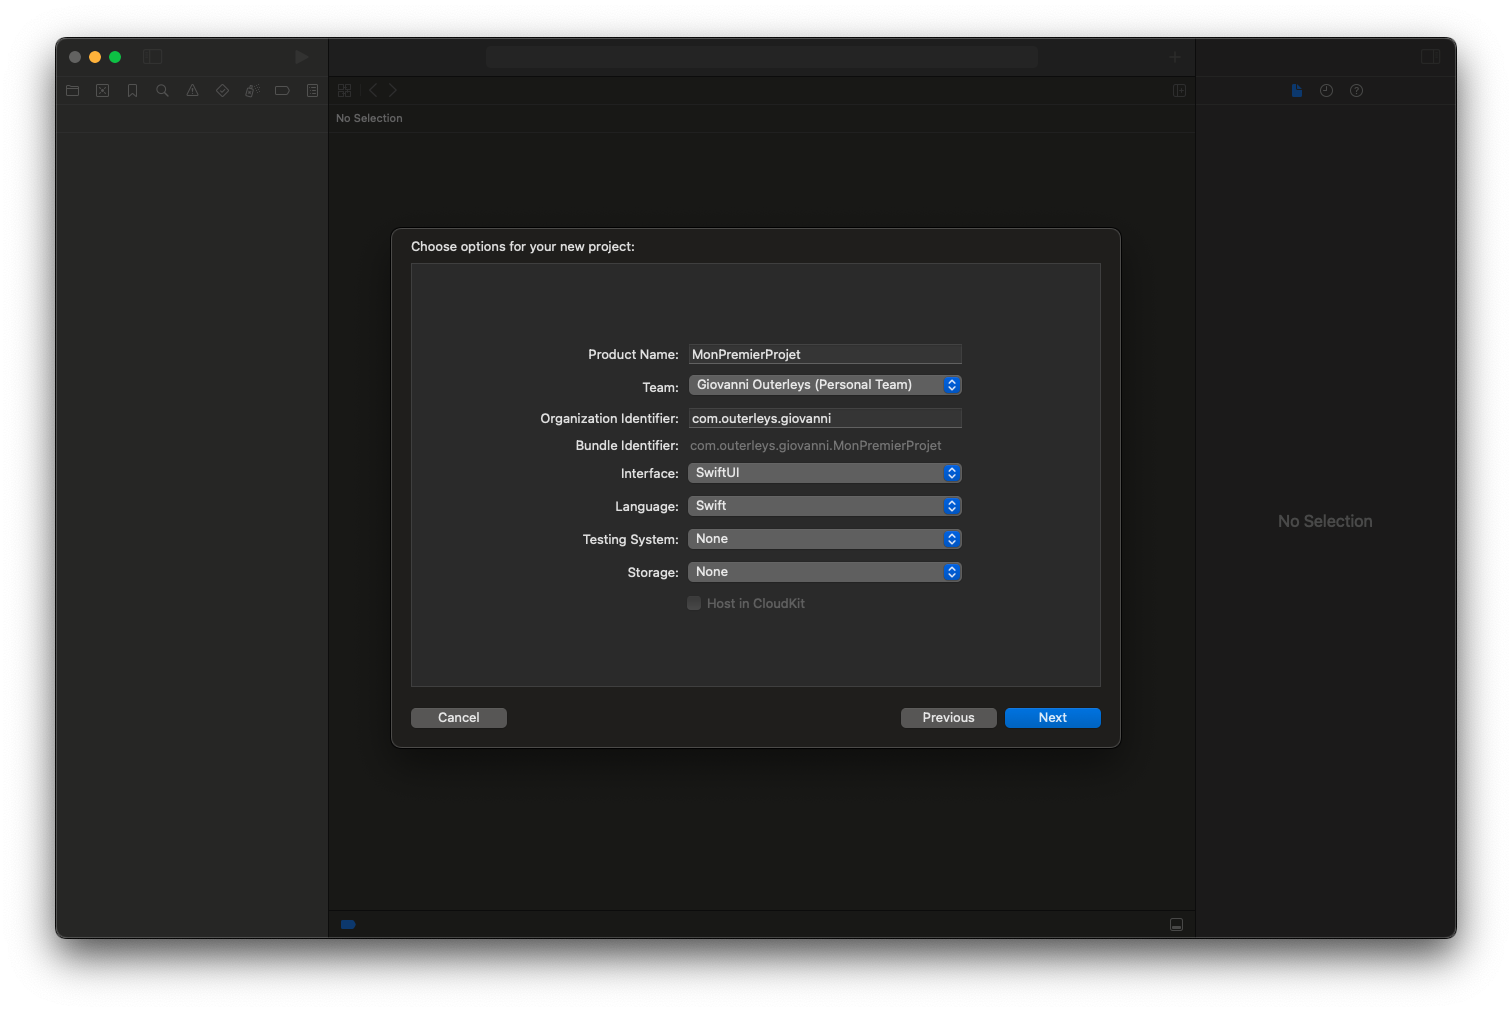 No Selection
Choose options for your new project:
Product Name: MonPremierProjet
Team: Giovanni Outerleys (Personal Team)
Organization Identifier: com.outerleys.giovanni
Bundle Identifier: com.outerleys.giovanni.MonPremierProjet
Interface: SwiftUI
Language: Swift
Testing System: None
Storage: None
Host in CloudKit
Cancel Previous Next
No Selection